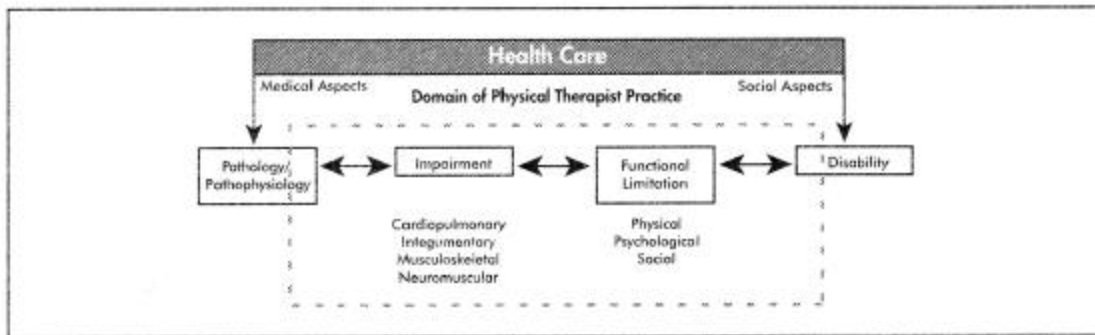 Health Care
Medical Aspects
Social Aspects
Domain of Physical Therapist Practice
Pathology/
Pathophysiology
Impairment
Functional
Limitation
Disability
Cardiopulmonary
Integumentary
Musculoskeletal
Neuromuscular
Physical
Psychological
Social